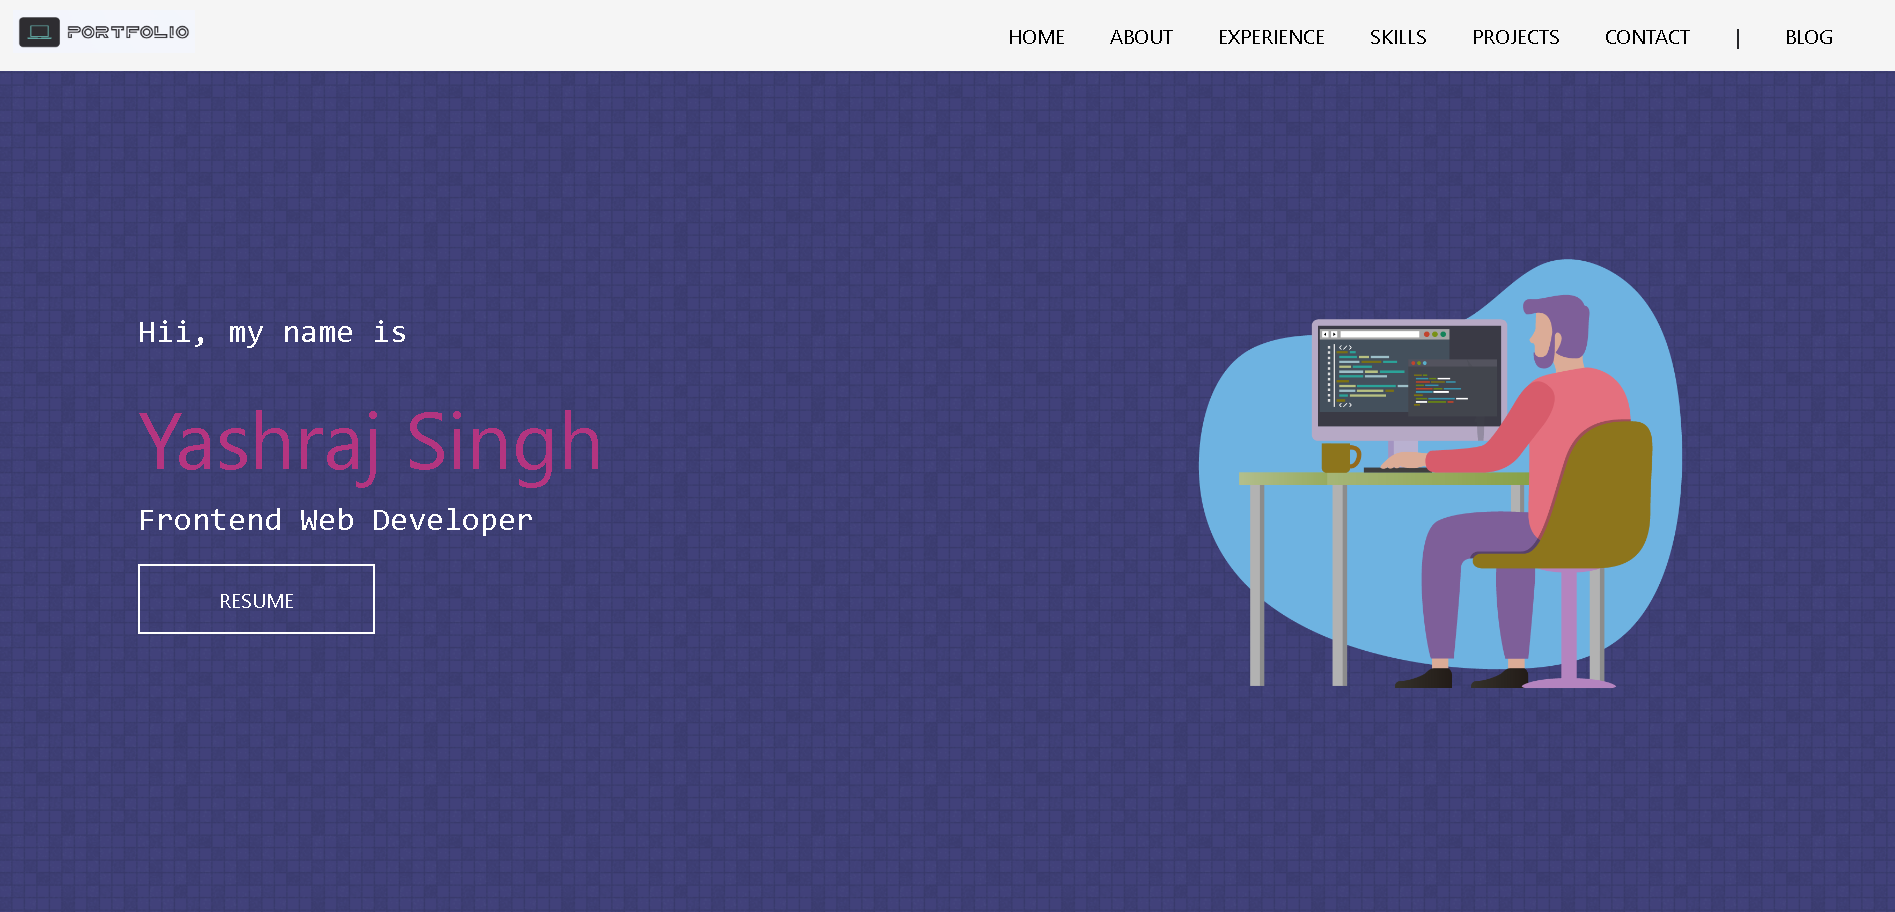 PORTFOLIO
HOME ABOUT EXPERIENCE SKILLS PROJECTS CONTACT | BLOG
Hii, my name is
Yashraj Singh
Frontend Web Developer
RESUME
</>
</>